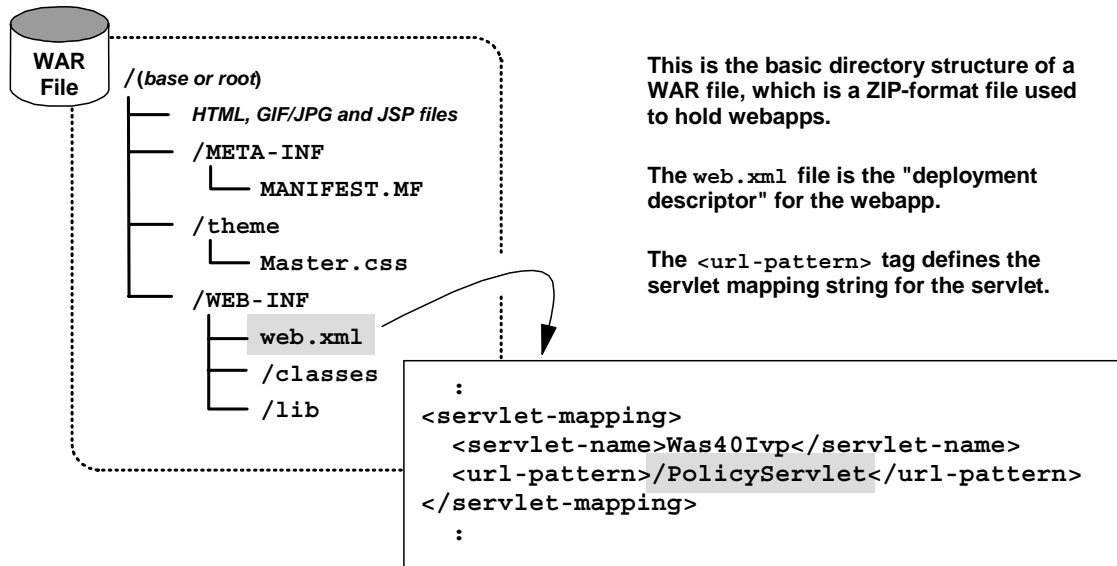 WAR
File
/(base or root)
HTML, GIF/JPG and JSP files
/META-INF
MANIFEST.MF
/theme
Master.css
/WEB-INF
web.xml
/classes
/lib
This is the basic directory structure of a
WAR file, which is a ZIP-format file used
to hold webapps.
The web.xml file is the "deployment
descriptor" for the webapp.
The <url-pattern> tag defines the
servlet mapping string for the servlet.
:
<servlet-mapping>
<servlet-name>Was40Ivp</servlet-name>
<url-pattern>/PolicyServlet</url-pattern>
</servlet-mapping>
: